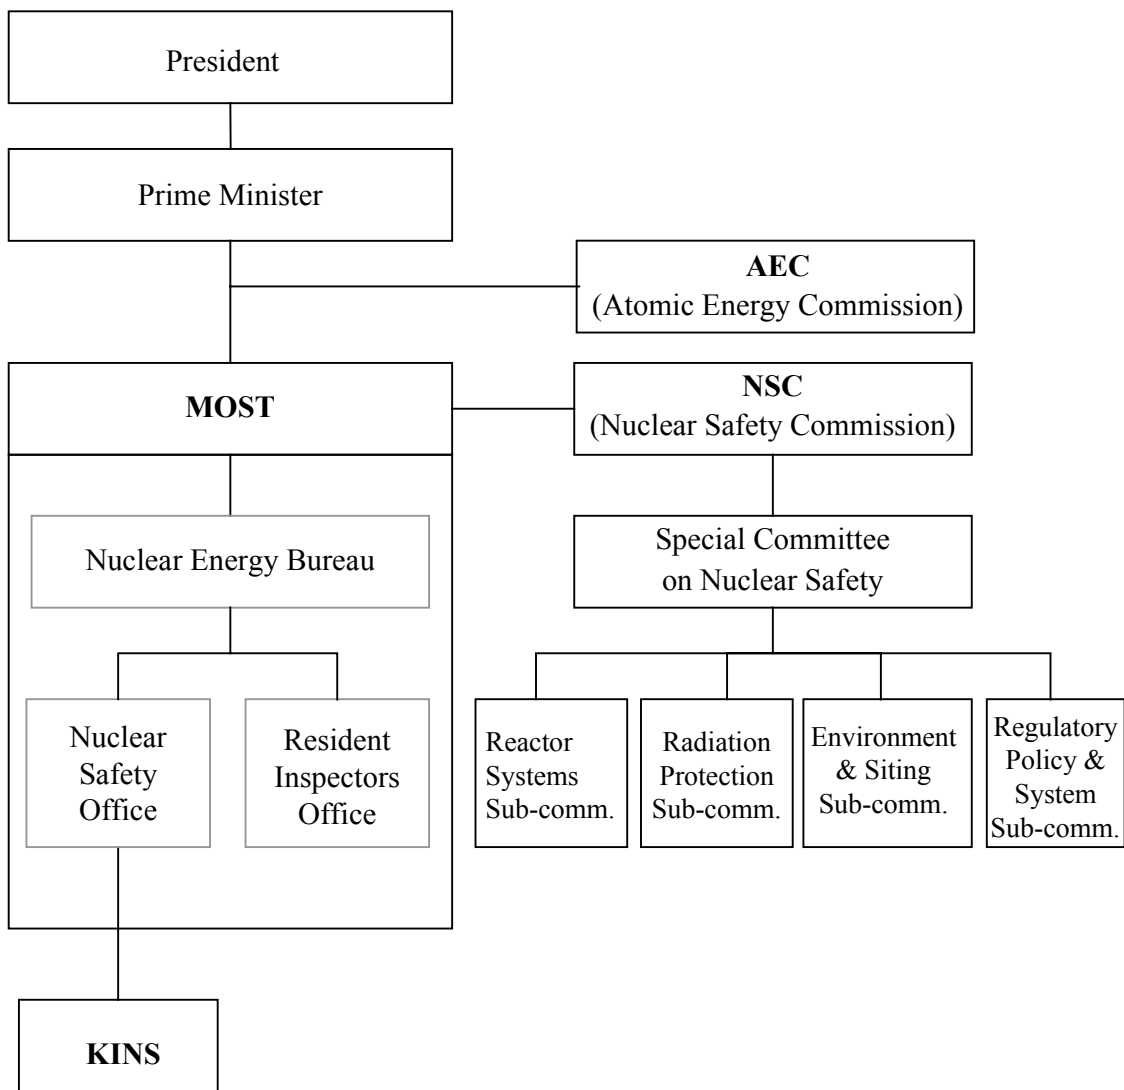 President
Prime Minister
AEC
(Atomic Energy Commission)
MOST
NSC
(Nuclear Safety Commission)
Nuclear Energy Bureau
Special Committee
on Nuclear Safety
Nuclear
Safety
Office
Resident
Inspectors
Office
Reactor
Systems
Sub-comm.
Radiation
Protection
Sub-comm.
Environment
& Siting
Sub-comm.
Regulatory
Policy &
System
Sub-comm.
KINS